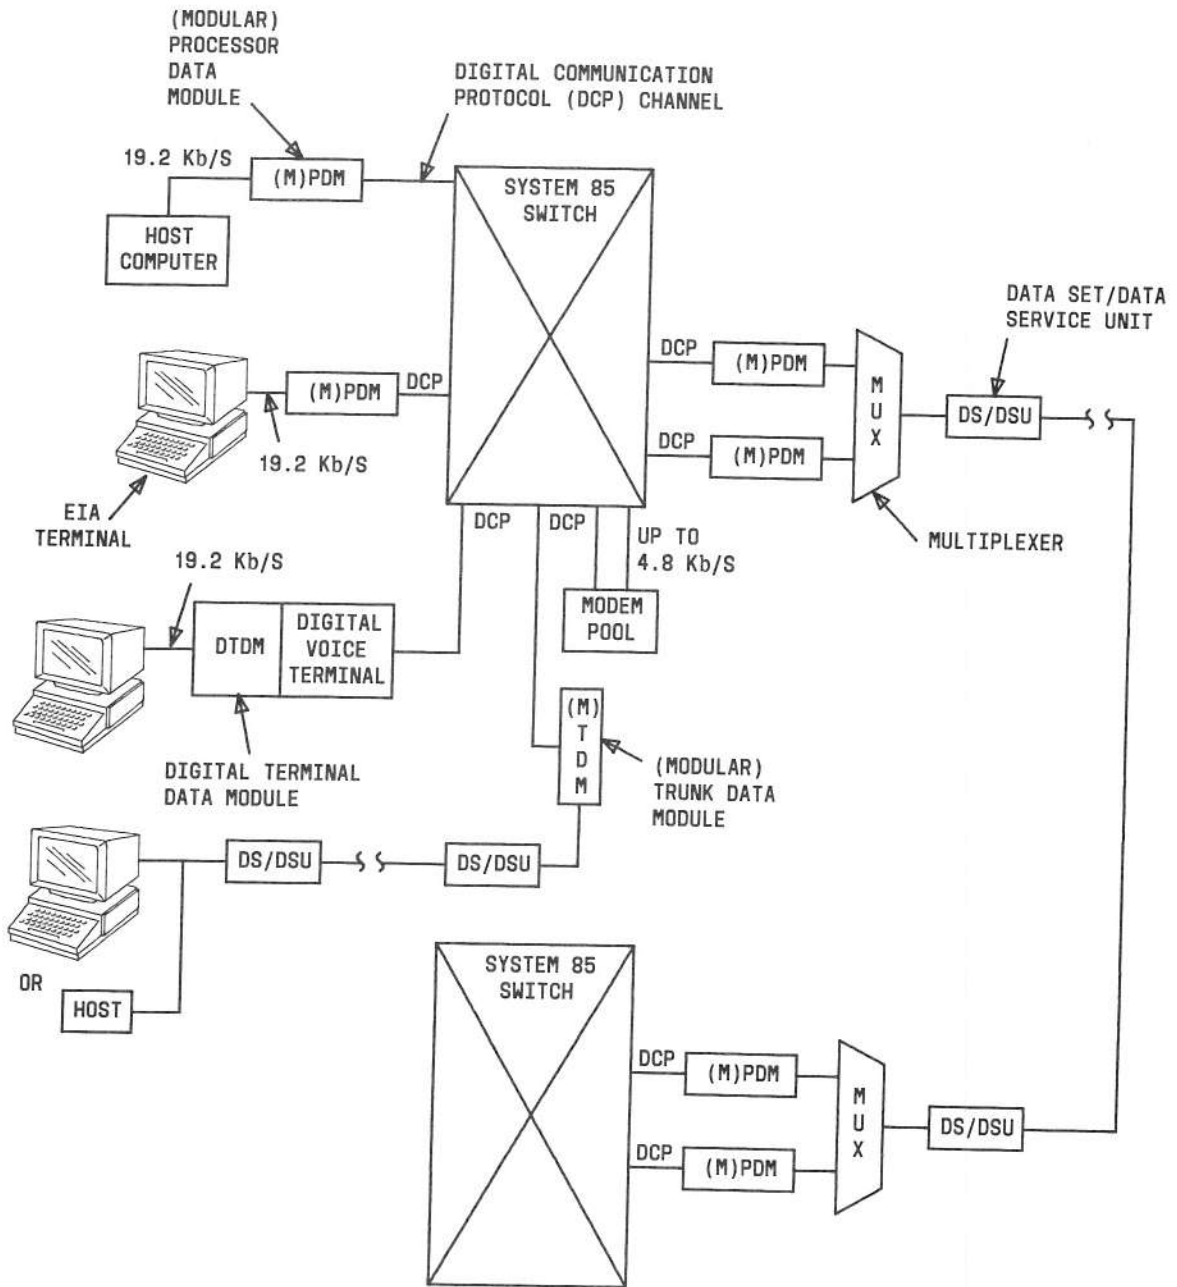 (MODULAR)
PROCESSOR
DATA
MODULE
DIGITAL COMMUNICATION
PROTOCOL (DCP) CHANNEL
19.2 Kb/S
(M)PDM
HOST
COMPUTER
SYSTEM 85
SWITCH
DATA SET/DATA
SERVICE UNIT
DCP
(M)PDM
(M)PDM
DCP
MUX
DS/DSU
19.2 Kb/S
DCP
(M)PDM
EIA
TERMINAL
MULTIPLEXER
DCP
DCP
UP TO
4.8 Kb/S
19.2 Kb/S
MODEM
POOL
DTDM
DIGITAL
VOICE
TERMINAL
(M)
T
D
M
DIGITAL TERMINAL
DATA MODULE
(MODULAR)
TRUNK DATA
MODULE
DS/DSU
DS/DSU
OR
HOST
SYSTEM 85
SWITCH
DCP
(M)PDM
MUX
DS/DSU
DCP
(M)PDM